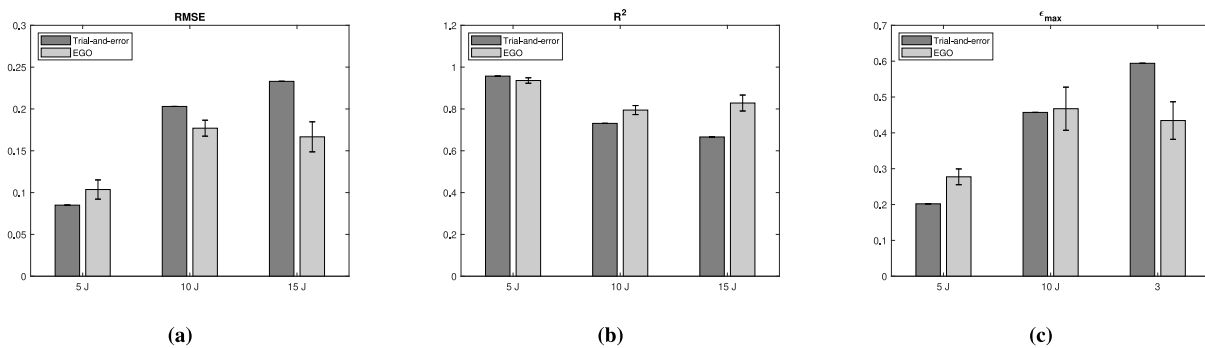 RMSE
0.3
0.25
0.2
0.15
0.1
0.05
0
Trial-and-error
EGO
5 J
10 J
15 J
(a)
R²
1.2
1
0.8
0.6
0.4
0.2
0
Trial-and-error
EGO
5 J
10 J
15 J
(b)
ϵmax
0.7
0.6
0.5
0.4
0.3
0.2
0.1
0
Trial-and-error
EGO
5 J
10 J
3
(c)